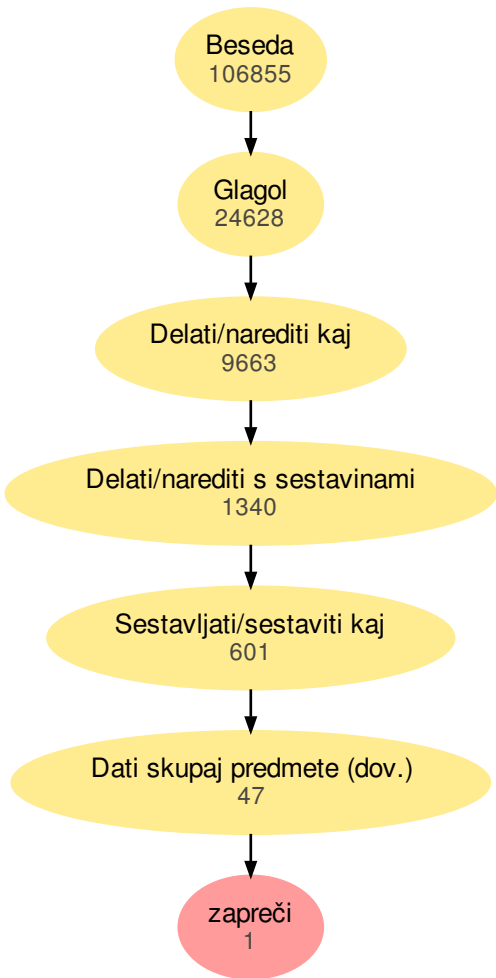 Beseda
106855
Glagol
24628
Delati/narediti kaj
9663
Delati/narediti s sestavinami
1340
Sestavljati/sestaviti kaj
601
Dati skupaj predmete (dov.)
47
zapreči
1